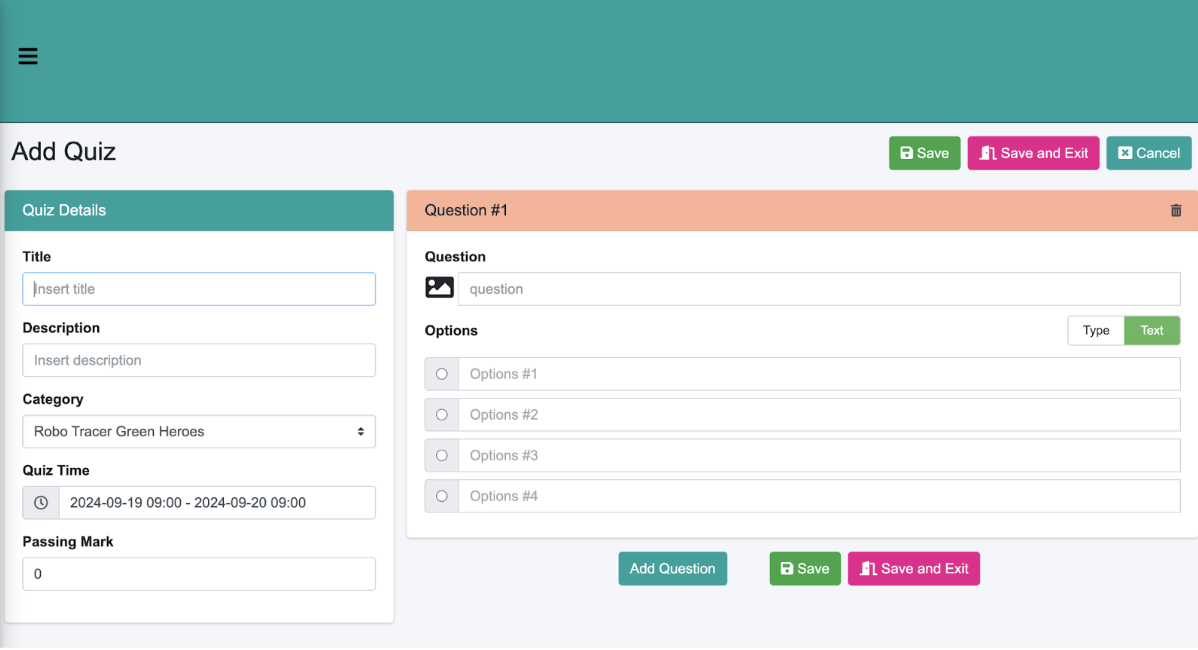 Add Quiz
Save
Save and Exit
Cancel
Quiz Details
Title
Insert title
Description
Insert description
Category
Robo Tracer Green Heroes
Quiz Time
2024-09-19 09:00 - 2024-09-20 09:00
Passing Mark
0
Question #1
Question
question
Options
Type
Text
Options #1
Options #2
Options #3
Options #4
Add Question
Save
Save and Exit